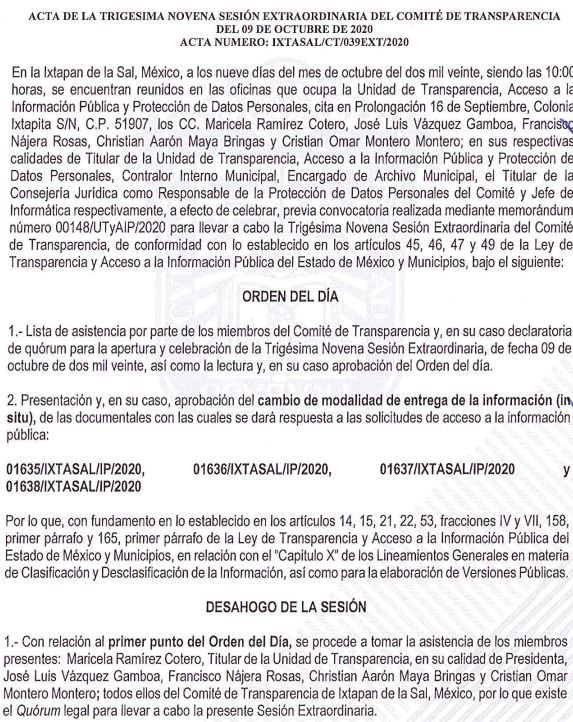 ACTA DE LA TRIGESIMA NOVENA SESIÓN EXTRAORDINARIA DEL COMITÉ DE TRANSPARENCIA
DEL 09 DE OCTUBRE DE 2020
ACTA NUMERO: IXTASAL/CT/039EXT/2020
En la Ixtapan de la Sal, México, a los nueve días del mes de octubre del dos mil veinte, siendo las 10:00
horas, se encuentran reunidos en las oficinas que ocupa la Unidad de Transparencia, Acceso a la
Información Pública y Protección de Datos Personales, cita en Prolongación 16 de Septiembre, Colonia
Ixtapita S/N, C.P. 51907, los CC. Maricela Ramírez Cotero, José Luis Vázquez Gamboa, Francisco
Nájera Rosas, Christian Aarón Maya Bringas y Cristian Omar Montero Montero; en sus respectivas
calidades de Titular de la Unidad de Transparencia, Acceso a la Información Pública y Protección de
Datos Personales, Contralor Interno Municipal, Encargado de Archivo Municipal, el Titular de la
Consejería Jurídica como Responsable de la Protección de Datos Personales del Comité y Jefe de
Informática respectivamente, a efecto de celebrar, previa convocatoria realizada mediante memorándum
número 00148/UTyAIP/2020 para llevar a cabo la Trigésima Novena Sesión Extraordinaria del Comité
de Transparencia, de conformidad con lo establecido en los artículos 45, 46, 47 y 49 de la Ley de
Transparencia y Acceso a la Información Pública del Estado de México y Municipios, bajo el siguiente:
ORDEN DEL DÍA
1.- Lista de asistencia por parte de los miembros del Comité de Transparencia y, en su caso declaratoria
de quórum para la apertura y celebración de la Trigésima Novena Sesión Extraordinaria, de fecha 09 de
octubre de dos mil veinte, así como la lectura y, en su caso aprobación del Orden del día.
2. Presentación y, en su caso, aprobación del cambio de modalidad de entrega de la información (in
situ), de las documentales con las cuales se dará respuesta a las solicitudes de acceso a la información
pública:
01635/IXTASAL/IP/2020, 01636/IXTASAL/IP/2020, 01637/IXTASAL/IP/2020 y
01638/IXTASAL/IP/2020
Por lo que, con fundamento en lo establecido en los artículos 14, 15, 21, 22, 53, fracciones IV y VII, 158,
primer párrafo y 165, primer párrafo de la Ley de Transparencia y Acceso a la Información Pública del
Estado de México y Municipios, en relación con el "Capitulo X" de los Lineamientos Generales en materia
de Clasificación y Desclasificación de la Información, así como para la elaboración de Versiones Públicas.
DESAHOGO DE LA SESIÓN
1.- Con relación al primer punto del Orden del Día, se procede a tomar la asistencia de los miembros
presentes: Maricela Ramírez Cotero, Titular de la Unidad de Transparencia, en su calidad de Presidenta,
José Luis Vázquez Gamboa, Francisco Nájera Rosas, Christian Aarón Maya Bringas y Cristian Omar
Montero Montero; todos ellos del Comité de Transparencia de Ixtapan de la Sal, México, por lo que existe
el Quórum legal para llevar a cabo la presente Sesión Extraordinaria.